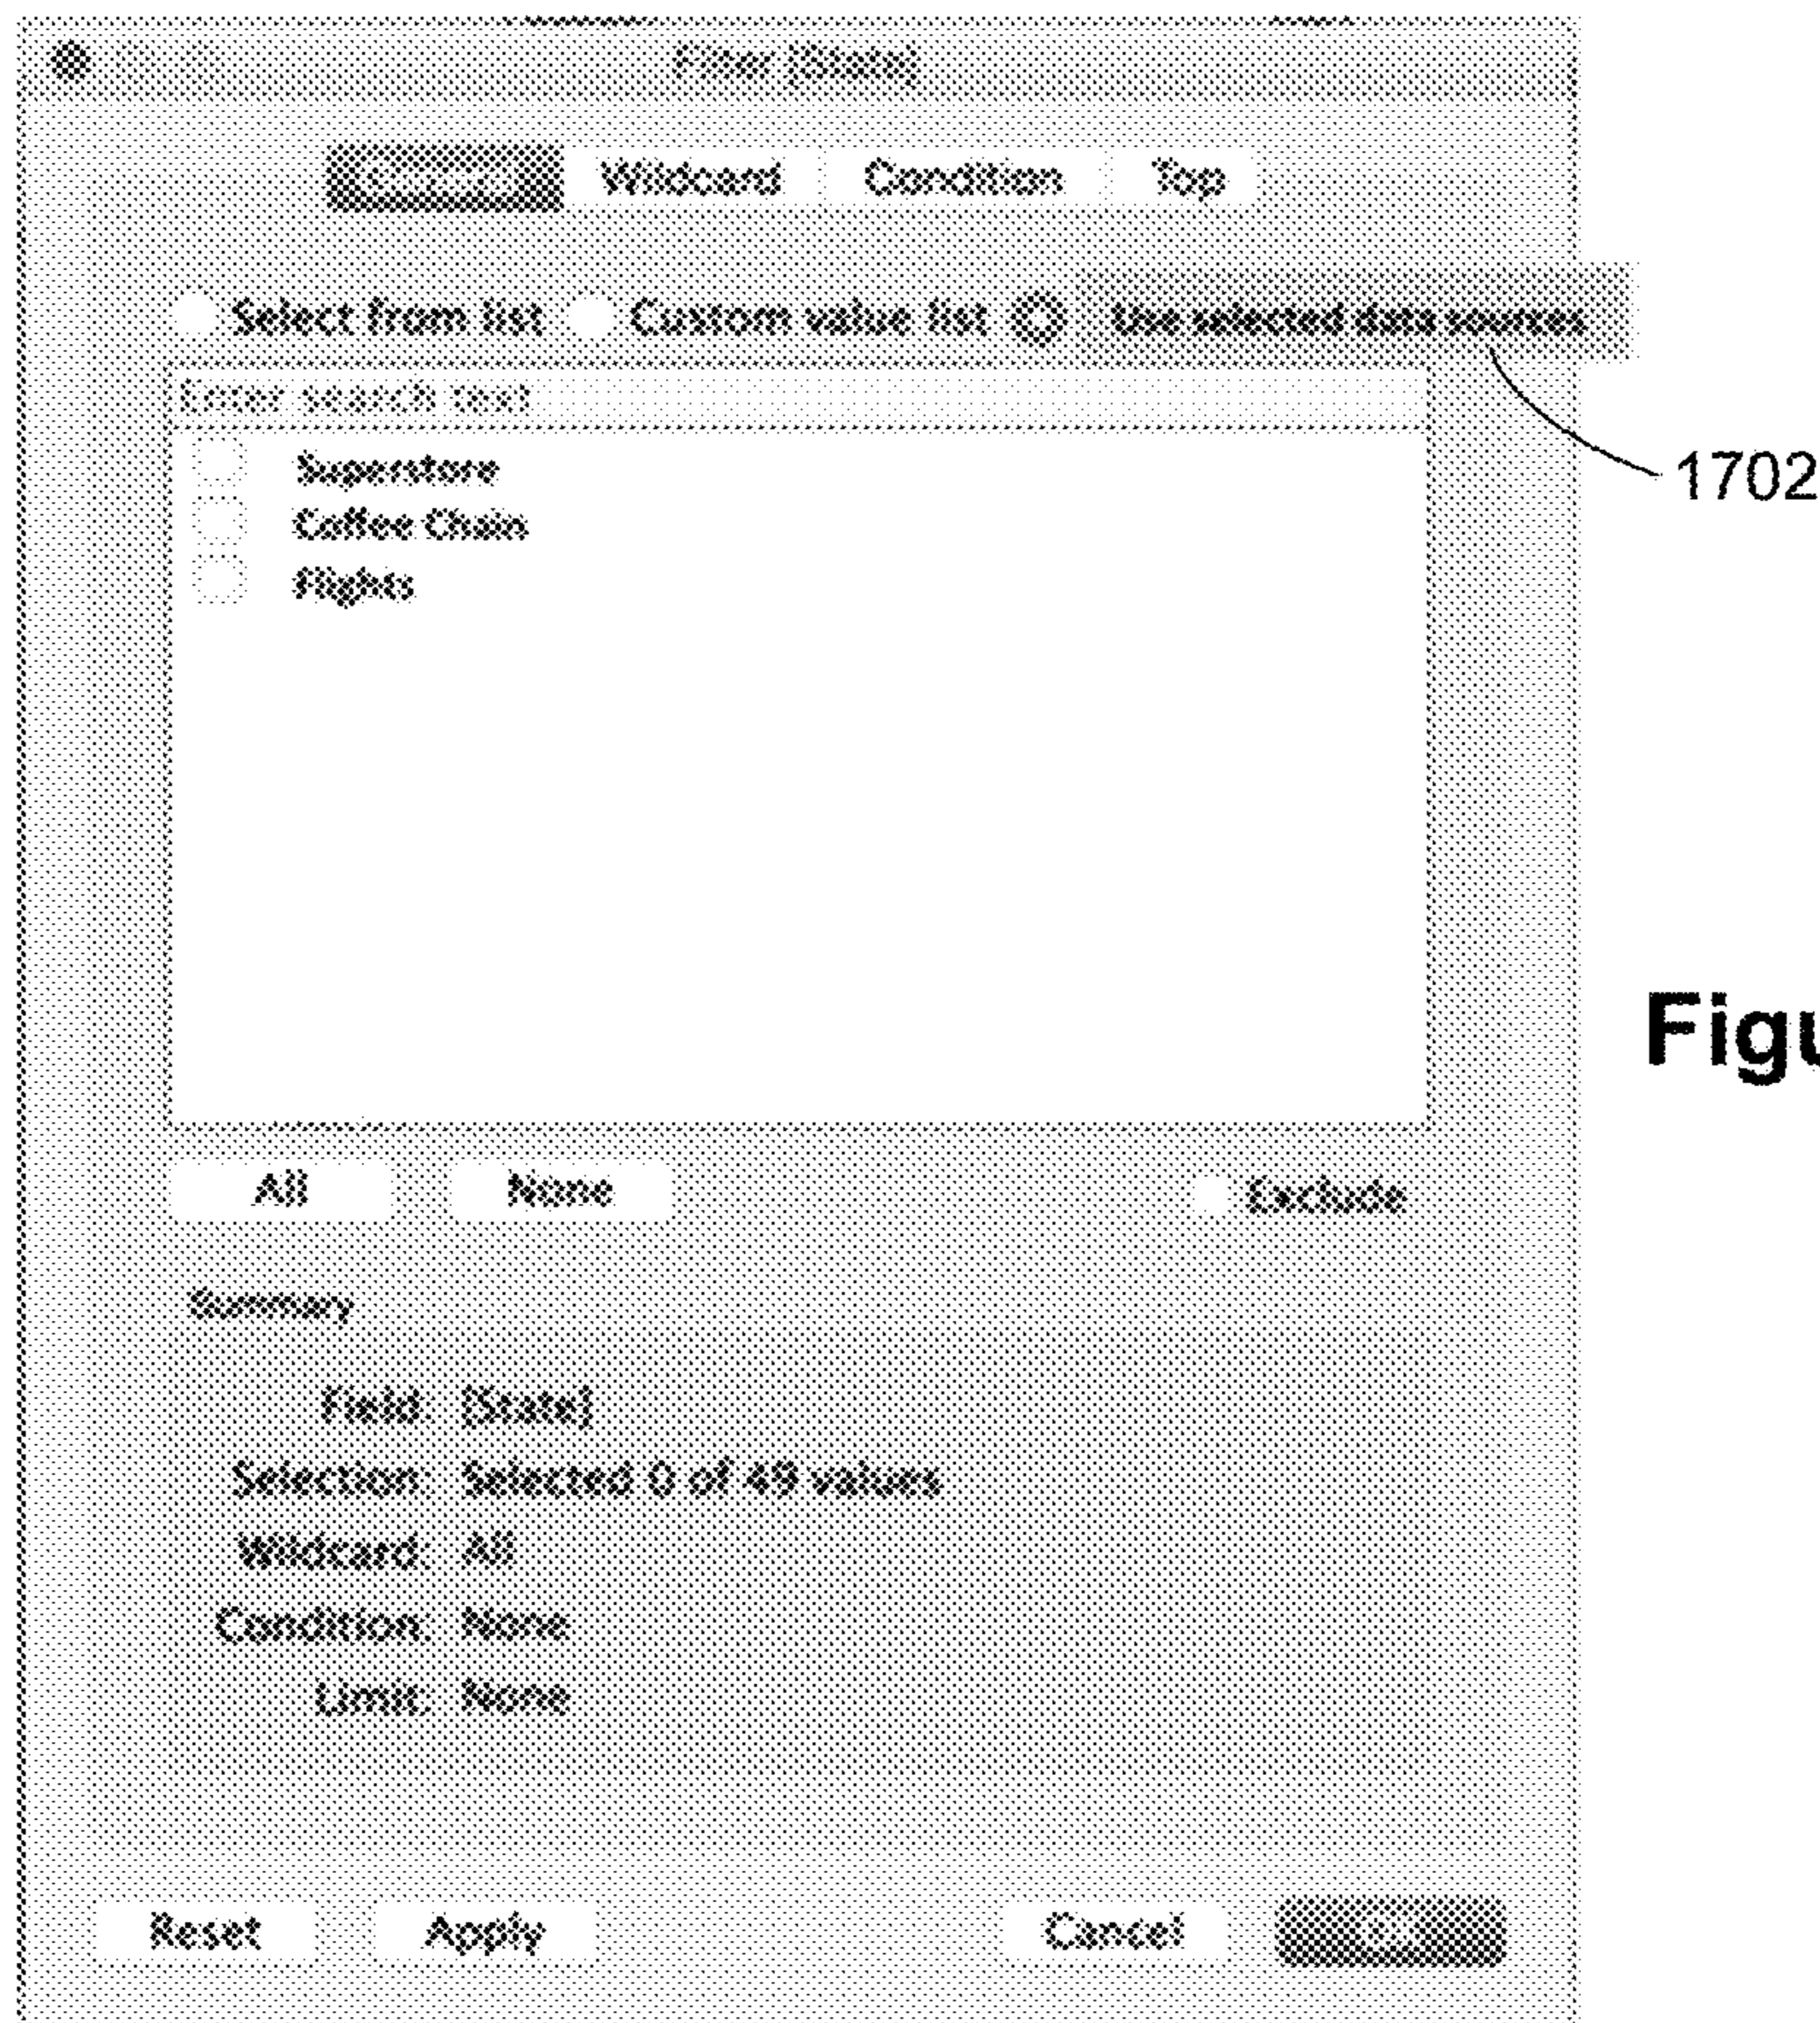 Filter [State]
General Wildcard Condition Top
Select from list Custom value list Use selected data sources
Enter search text
Superstore
1702
Coffee Chain
Flights
Figu
All None Exclude
Summary
Field: [State]
Selection: Selected 0 of 49 values
Wildcard: All
Condition: None
Limit: None
Reset Apply Cancel